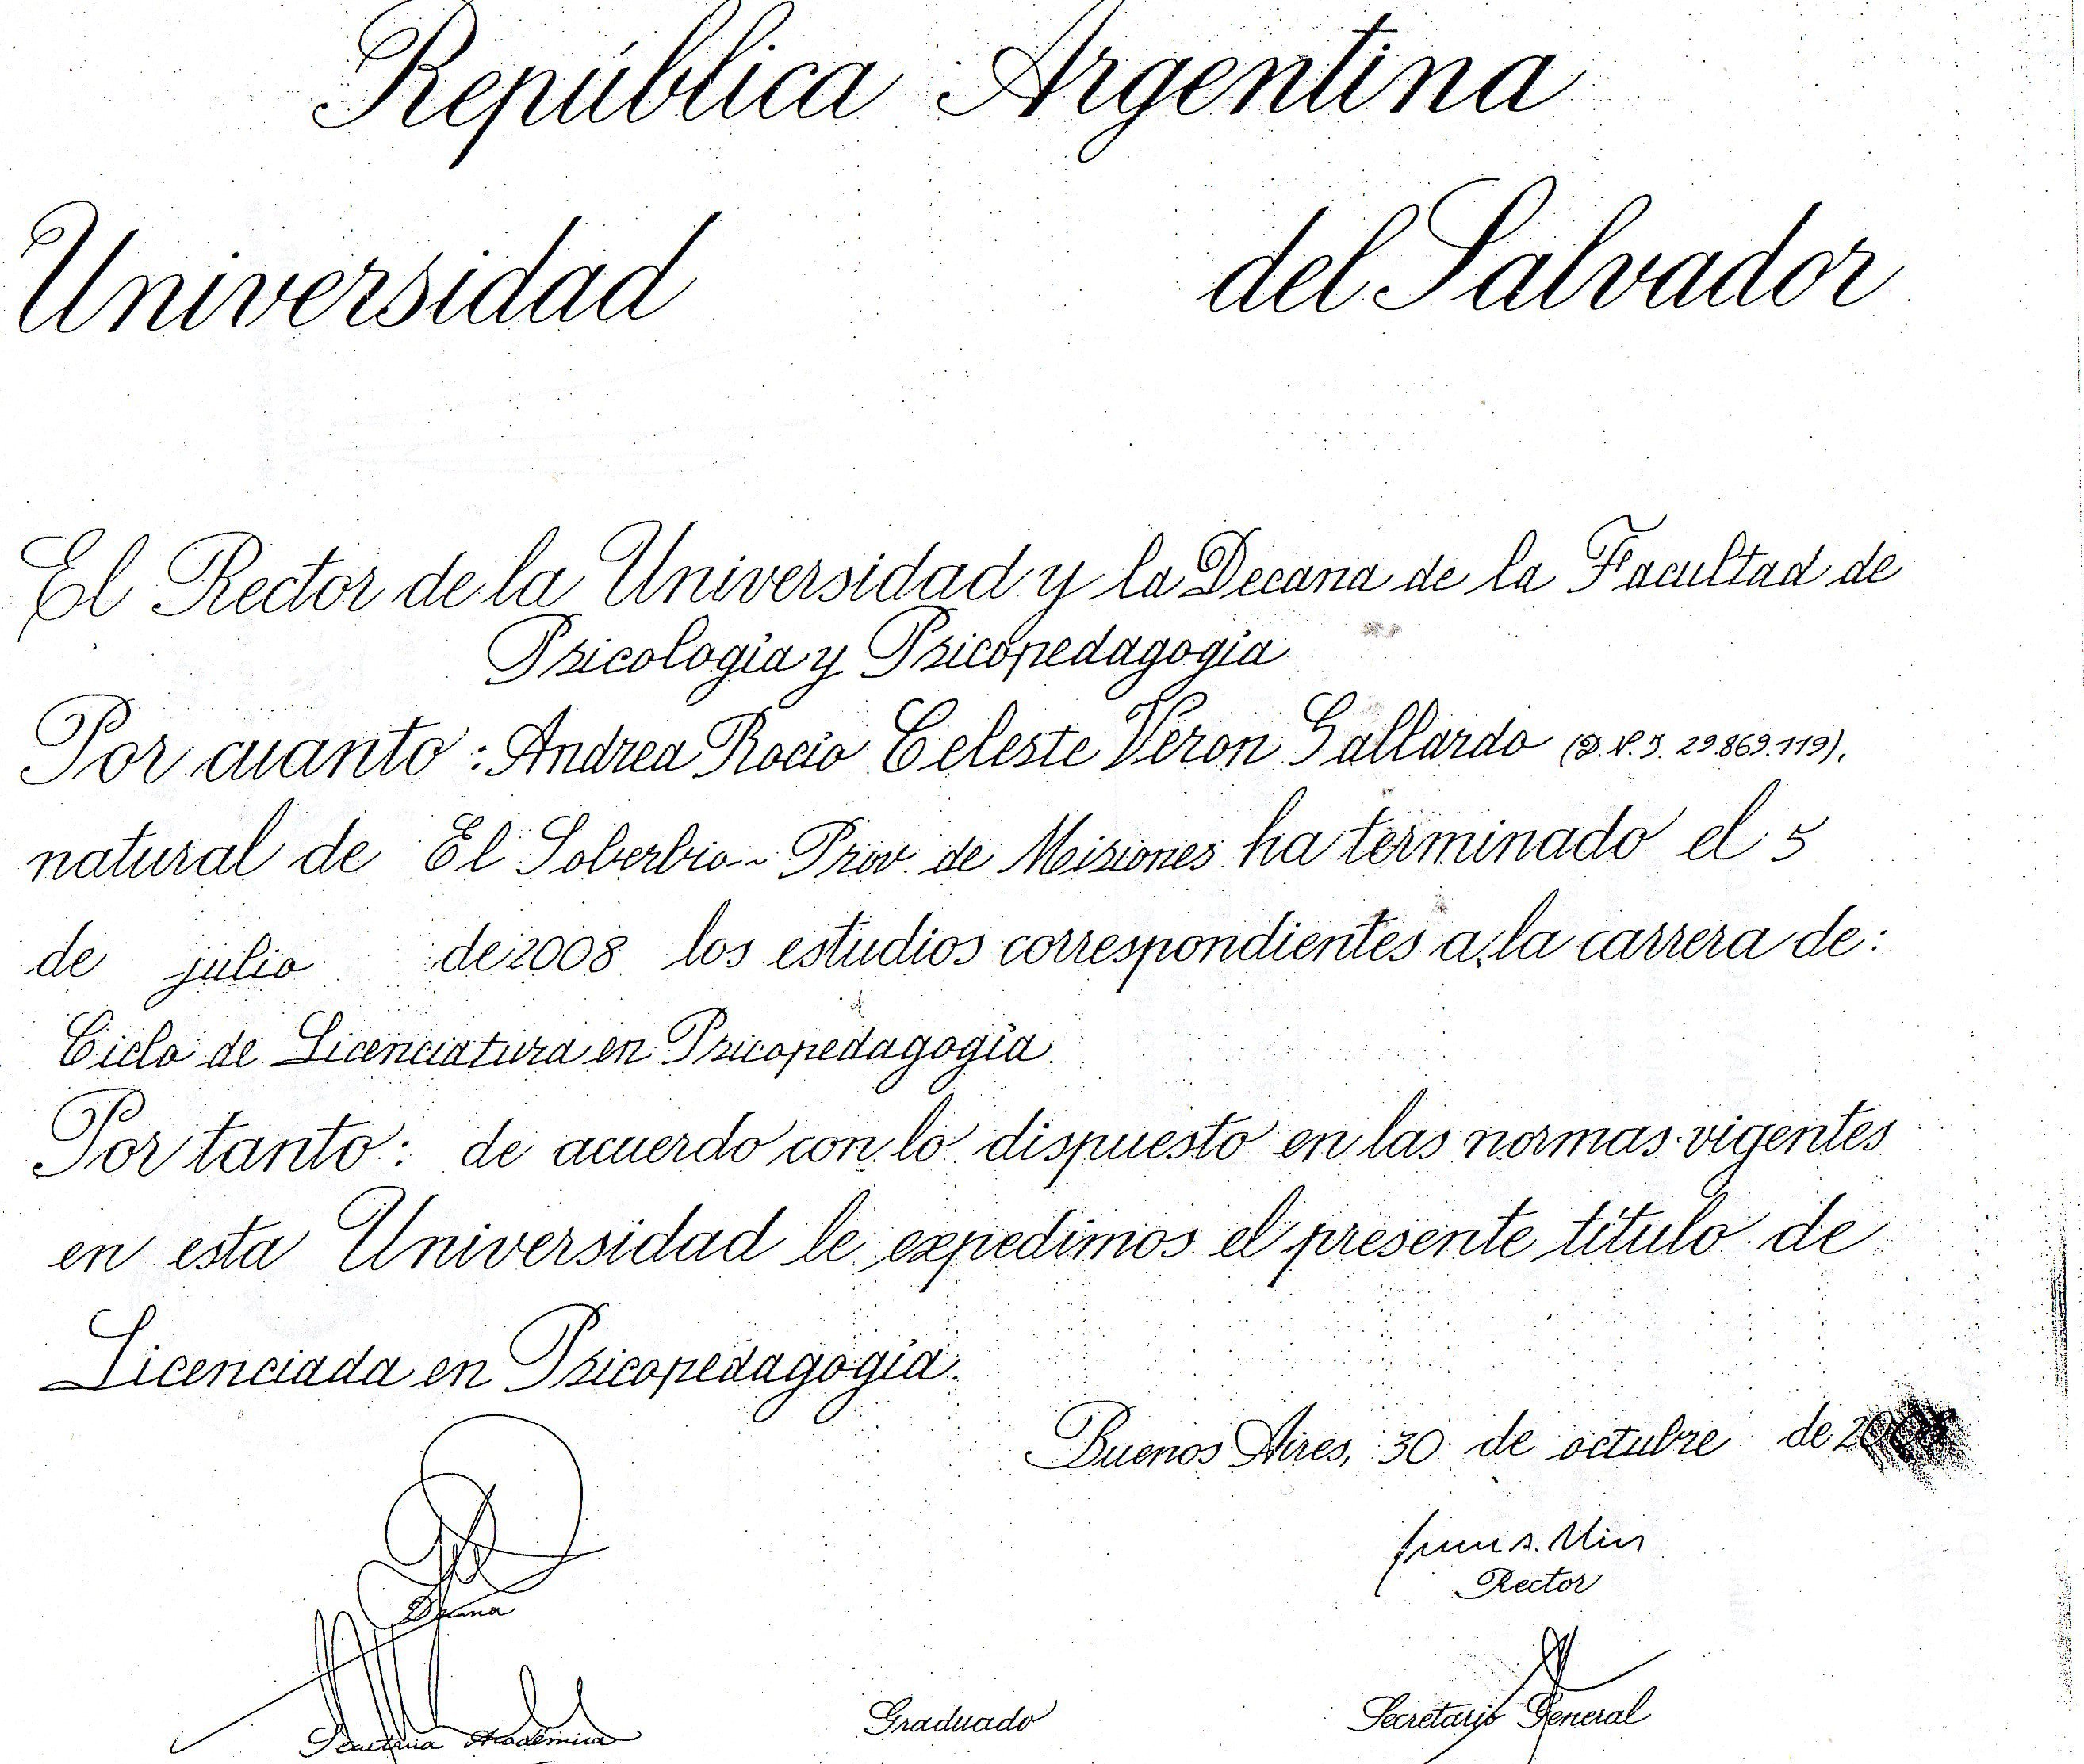 República Argentina
Universidad del Salvador
El Rector de la Universidad y la Decana de la Facultad de
Psicología y Psicopedagogía
Por cuanto: Andrea Rocío Celeste Veron Gallardo (D.N.I. 29.869.119),
natural de El Soberbio - Prov. de Misiones ha terminado el 5
de julio de 2008 los estudios correspondientes a la carrera de:
Ciclo de Licenciatura en Psicopedagogía.
Por tanto: de acuerdo con lo dispuesto en las normas vigentes
en esta Universidad le expedimos el presente título de
Licenciada en Psicopedagogía.
Buenos Aires, 30 de octubre de
Rector
Decana
Secretaria Académica Graduado Secretario General